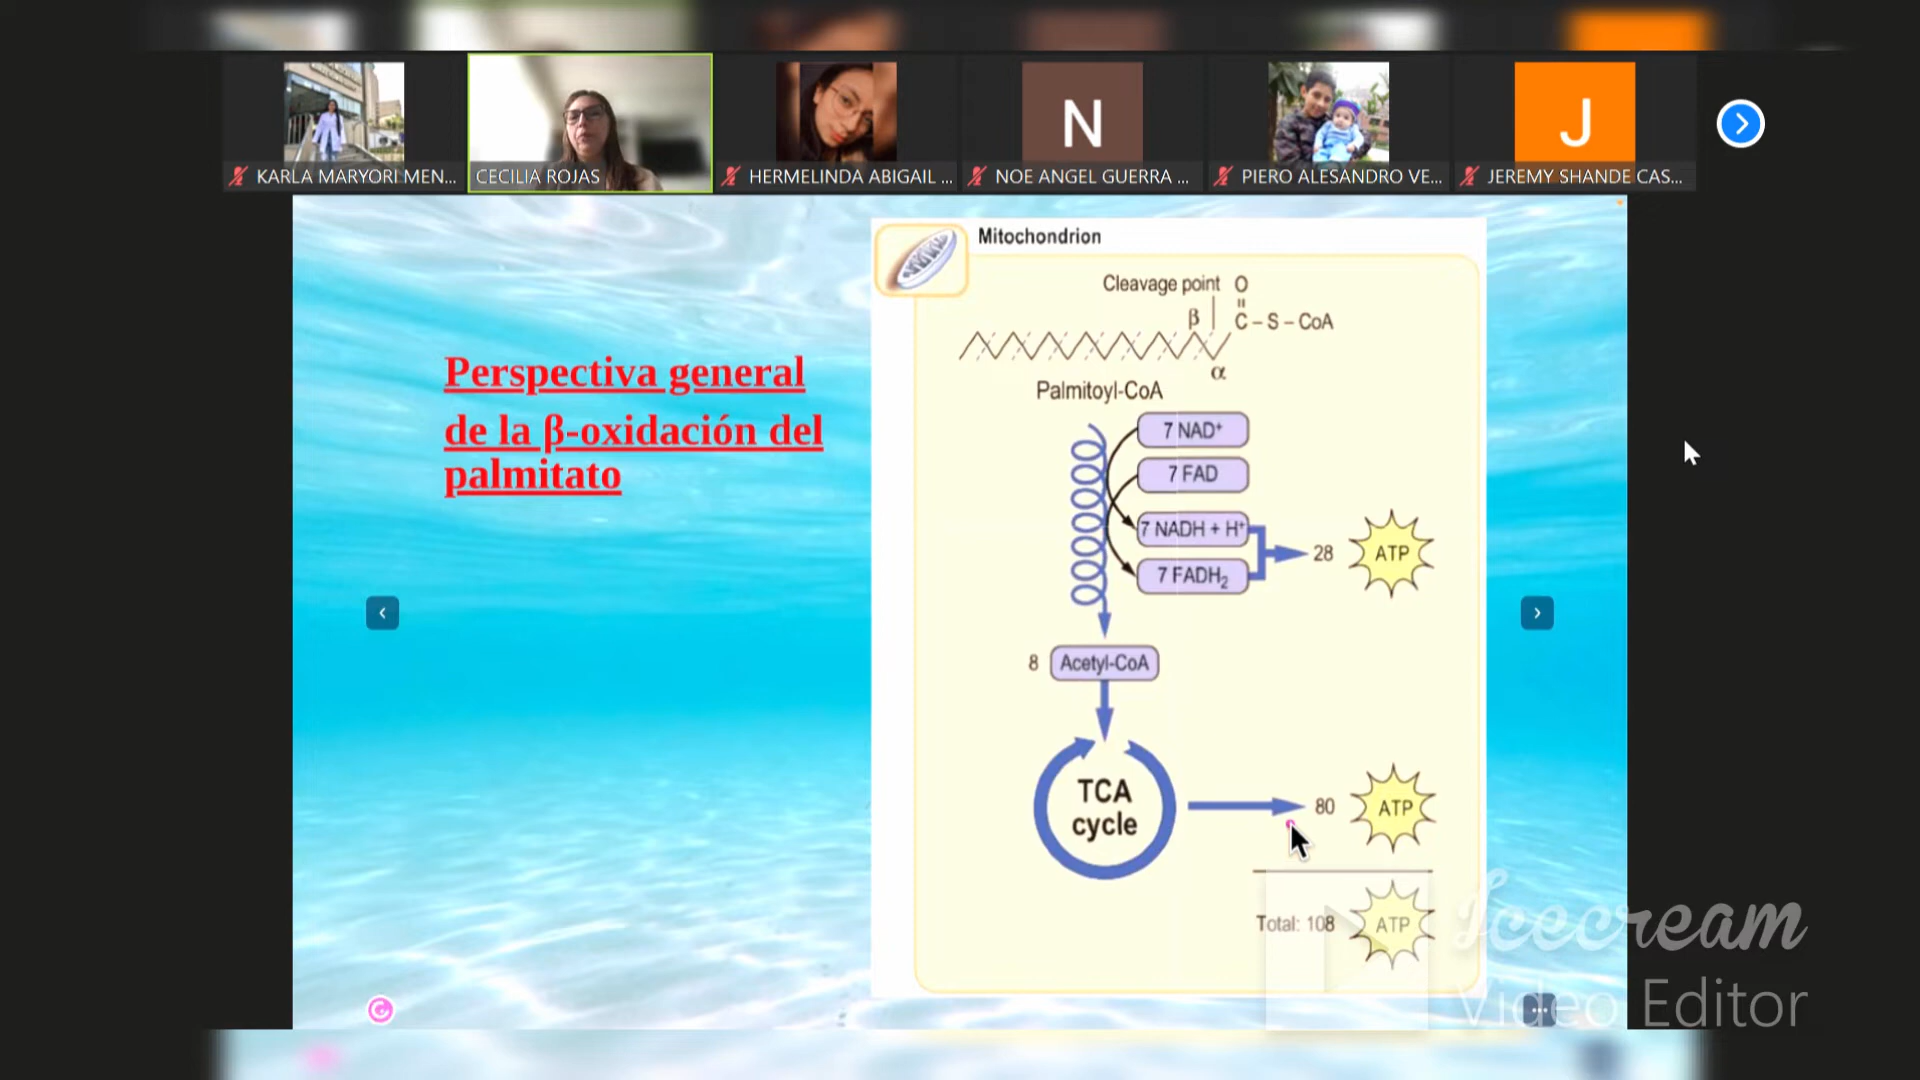 KARLA MARYORI MEN...
CECILIA ROJAS
HERMELINDA ABIGAIL ...
N
NOE ANGEL GUERRA ...
PIERO ALESANDRO VE...
J
JEREMY SHANDE CAS...
Perspectiva general
de la β-oxidación del
palmitato
Mitochondrion
Cleavage point O
β C – S – CoA
α
Palmitoyl-CoA
7 NAD⁺
7 FAD
7 NADH + H⁺
7 FADH₂
28 ATP
8 Acetyl-CoA
TCA
cycle
80 ATP
Total: 108 ATP
Icecream
Video Editor